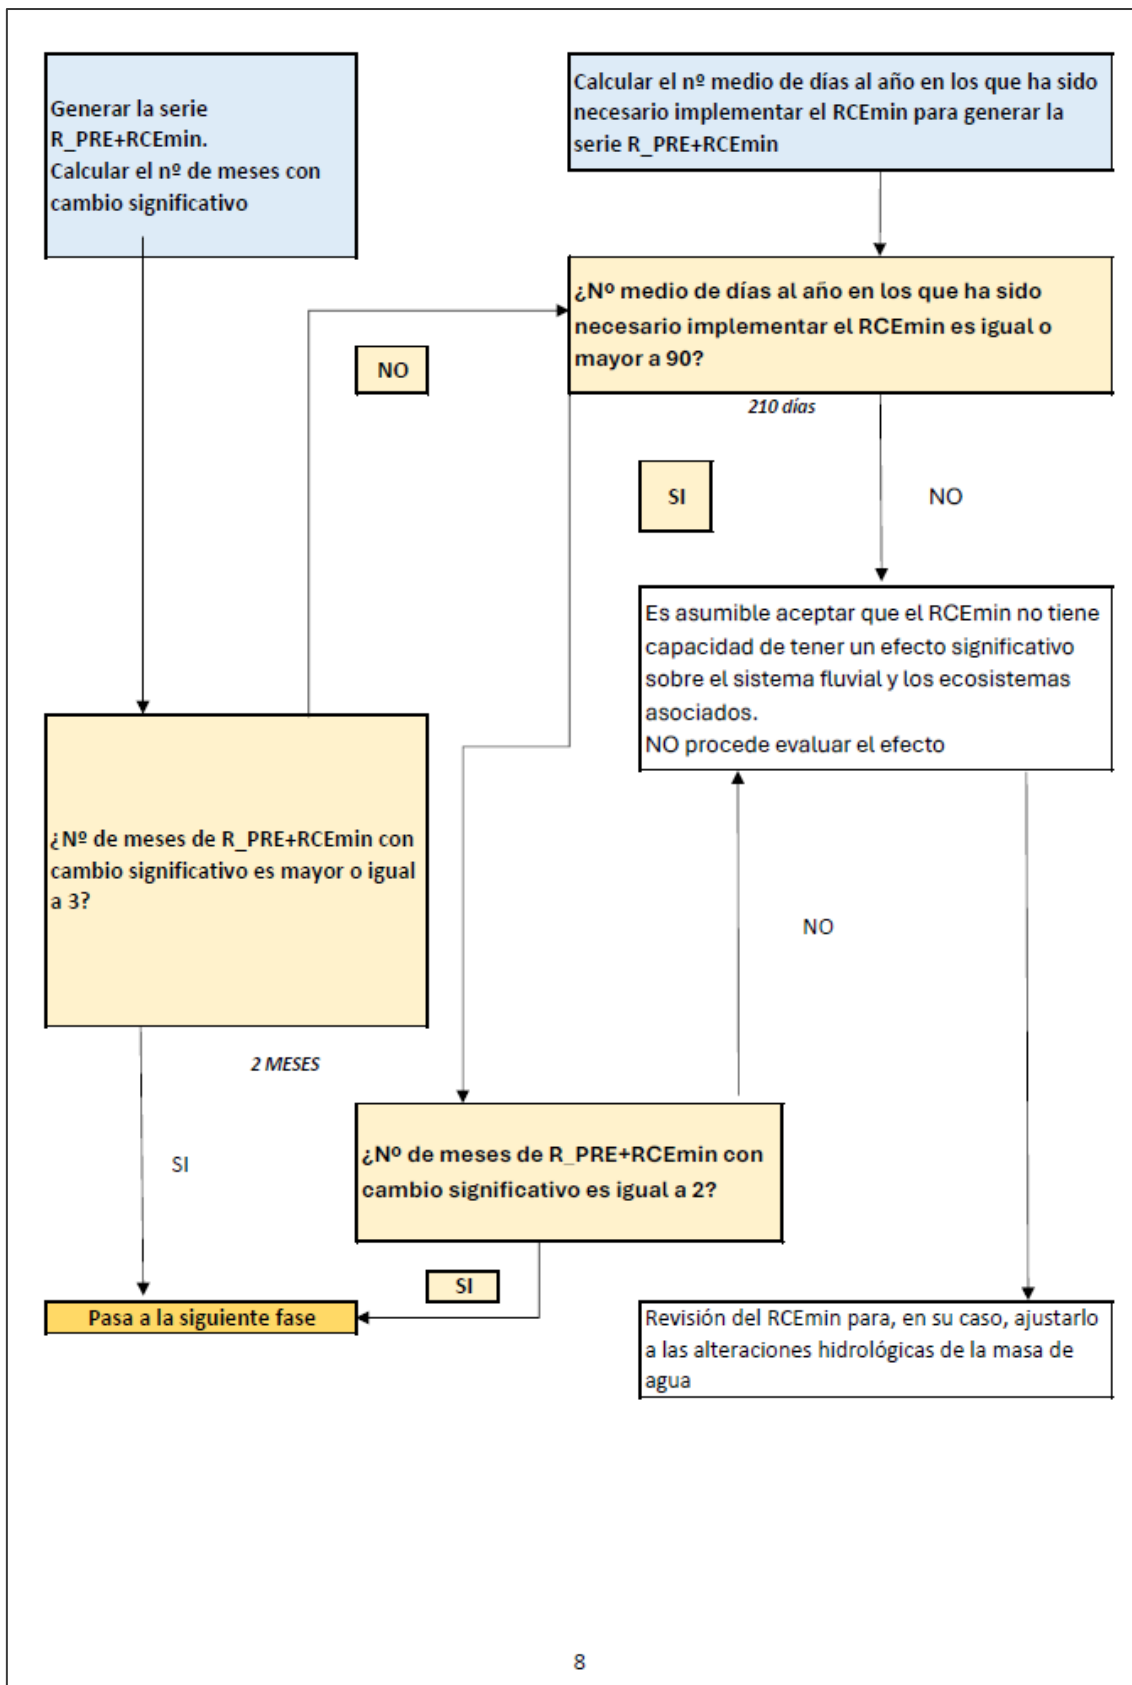 Generar la serie
R_PRE+RCEmin.
Calcular el nº de meses con
cambio significativo
Calcular el nº medio de días al año en los que ha sido
necesario implementar el RCEmin para generar la
serie R_PRE+RCEmin
¿Nº medio de días al año en los que ha sido
necesario implementar el RCEmin es igual o
mayor a 90?
NO
210 días
SI
NO
Es asumible aceptar que el RCEmin no tiene
capacidad de tener un efecto significativo
sobre el sistema fluvial y los ecosistemas
asociados.
NO procede evaluar el efecto
¿Nº de meses de R_PRE+RCEmin con
cambio significativo es mayor o igual
a 3?
NO
2 MESES
SI
¿Nº de meses de R_PRE+RCEmin con
cambio significativo es igual a 2?
SI
Pasa a la siguiente fase
Revisión del RCEmin para, en su caso, ajustarlo
a las alteraciones hidrológicas de la masa de
agua
8